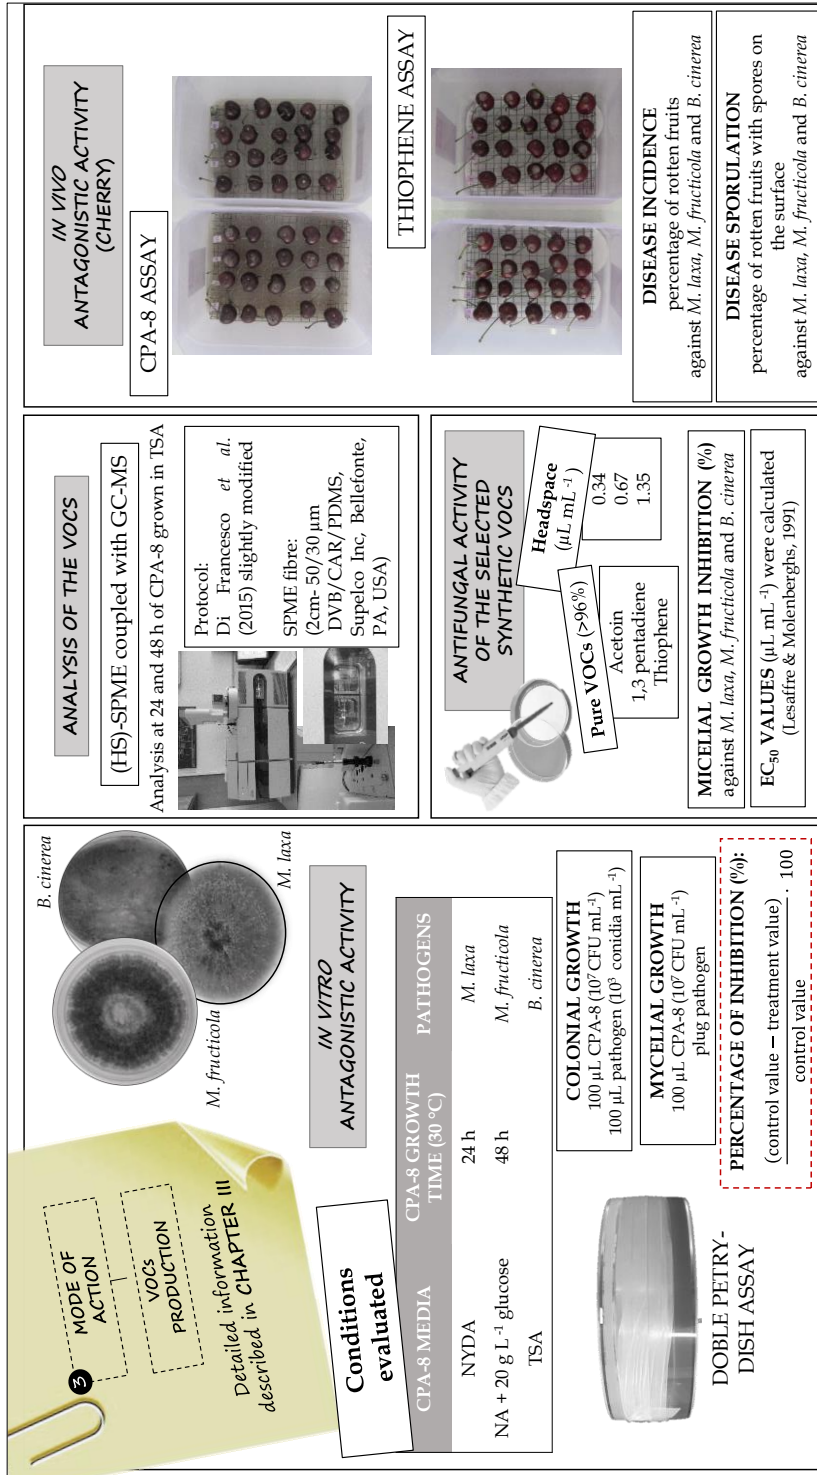 3
MODE OF
ACTION
VOCs
PRODUCTION
Detailed information
described in CHAPTER III
M. fructicola
B. cinerea
M. laxa
IN VITRO
ANTAGONISTIC ACTIVITY
Conditions
evaluated
CPA-8 MEDIA
CPA-8 GROWTH
TIME (30 °C)
PATHOGENS
NYDA
24 h
M. laxa
NA + 20 g L⁻¹ glucose
48 h
M. fructicola
TSA
B. cinerea
DOBLE PETRY-
DISH ASSAY
COLONIAL GROWTH
100 µL CPA-8 (10⁷ CFU mL⁻¹)
100 µL pathogen (10⁵ conidia mL⁻¹)
MYCELIAL GROWTH
100 µL CPA-8 (10⁷ CFU mL⁻¹)
plug pathogen
PERCENTAGE OF INHIBITION (%):
(control value − treatment value)
control value
· 100
ANALYSIS OF THE VOCS
(HS)-SPME coupled with GC-MS
Analysis at 24 and 48 h of CPA-8 grown in TSA
Protocol:
Di Francesco et al.
(2015) slightly modified
SPME fibre:
(2cm- 50/30 µm
DVB/CAR/PDMS,
Supelco Inc, Bellefonte,
PA, USA)
ANTIFUNGAL ACTIVITY
OF THE SELECTED
SYNTHETIC VOCS
Pure VOCs (>96%)
Acetoin
1,3 pentadiene
Thiophene
Headspace
(µL mL⁻¹)
0.34
0.67
1.35
MICELIAL GROWTH INHIBITION (%)
against M. laxa, M. fructicola and B. cinerea
EC₅₀ VALUES (µL mL⁻¹) were calculated
(Lesaffre & Molenberghs, 1991)
IN VIVO
ANTAGONISTIC ACTIVITY
(CHERRY)
CPA-8 ASSAY
THIOPHENE ASSAY
DISEASE INCIDENCE
percentage of rotten fruits
against M. laxa, M. fructicola and B. cinerea
DISEASE SPORULATION
percentage of rotten fruits with spores on
the surface
against M. laxa, M. fructicola and B. cinerea